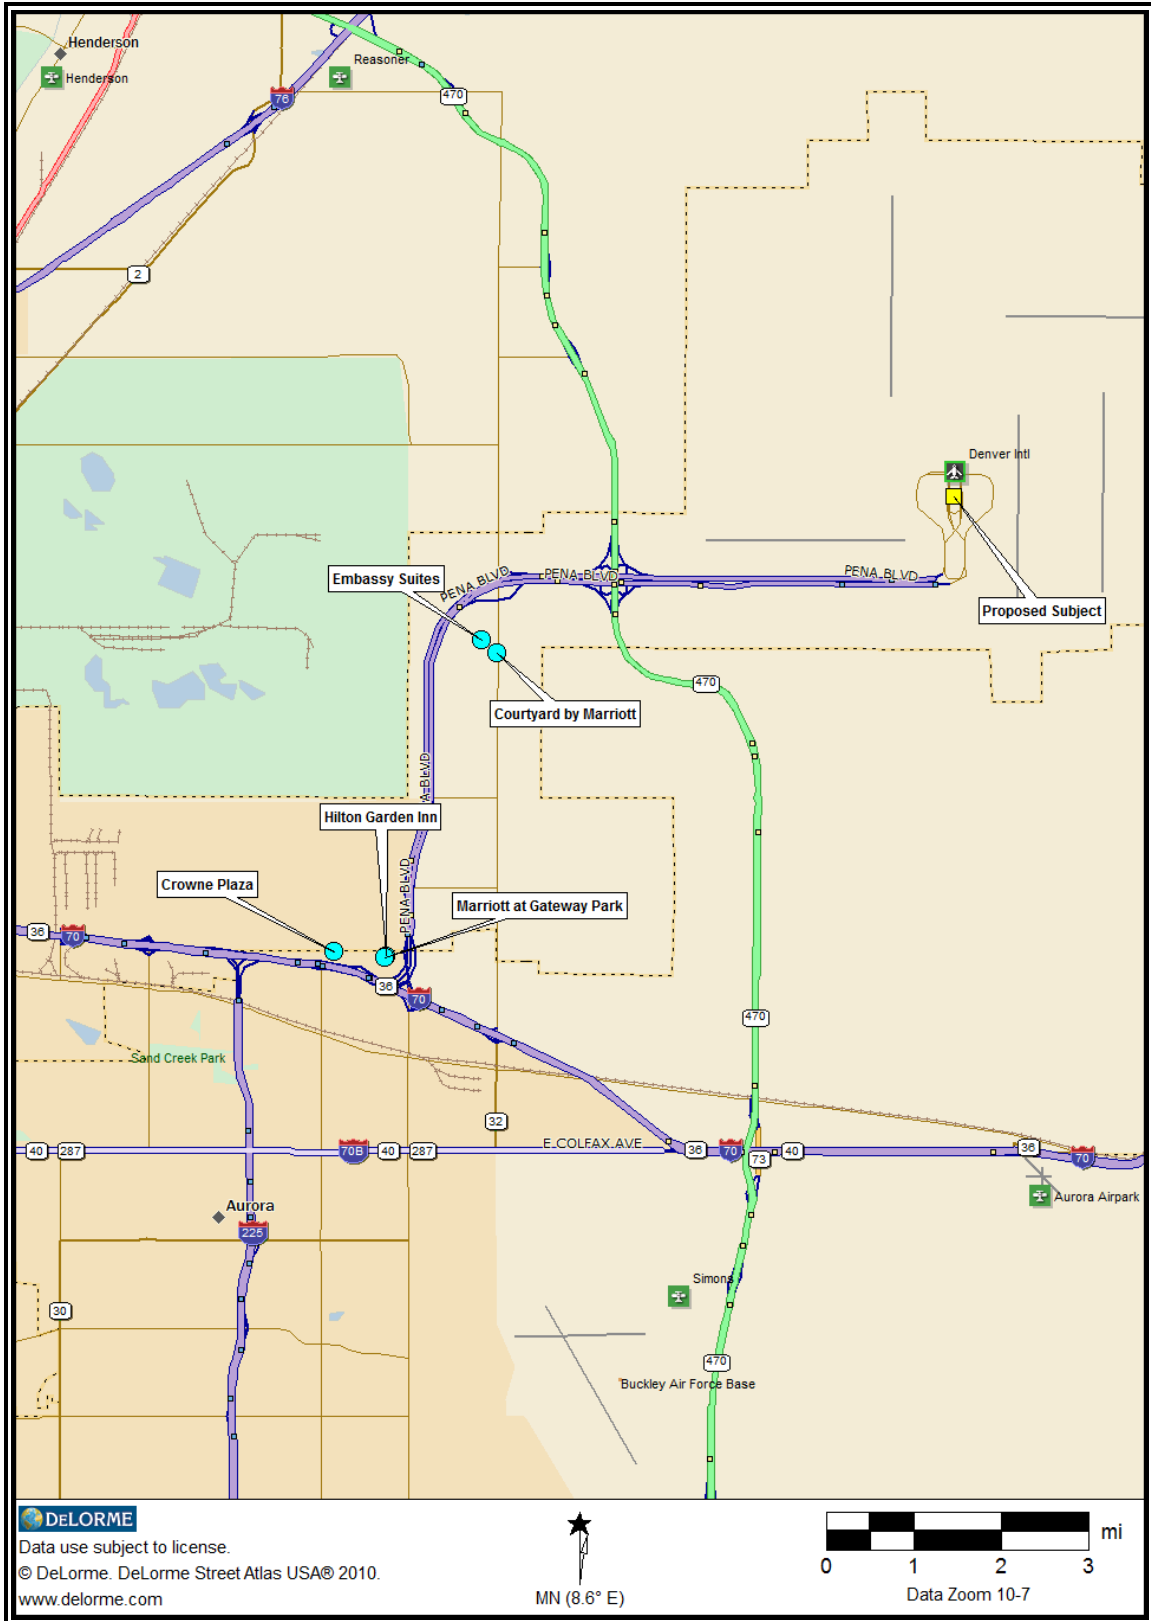 Henderson
Henderson
Reasoner
470
76
2
Denver Intl
PENA BLVD
PENA BLVD
PENA BLVD
Embassy Suites
Proposed Subject
470
Courtyard by Marriott
A BLVD
Hilton Garden Inn
PENA BLVD
Crowne Plaza
Marriott at Gateway Park
36
70
36
70
470
Sand Creek Park
32
E COLFAX AVE
40
287
70B
40
287
36
70
73
40
36
70
Aurora
225
Aurora Airpark
Simons
30
470
Buckley Air Force Base
DELORME
Data use subject to license.
© DeLorme. DeLorme Street Atlas USA® 2010.
www.delorme.com
MN (8.6° E)
mi
0 1 2 3
Data Zoom 10-7